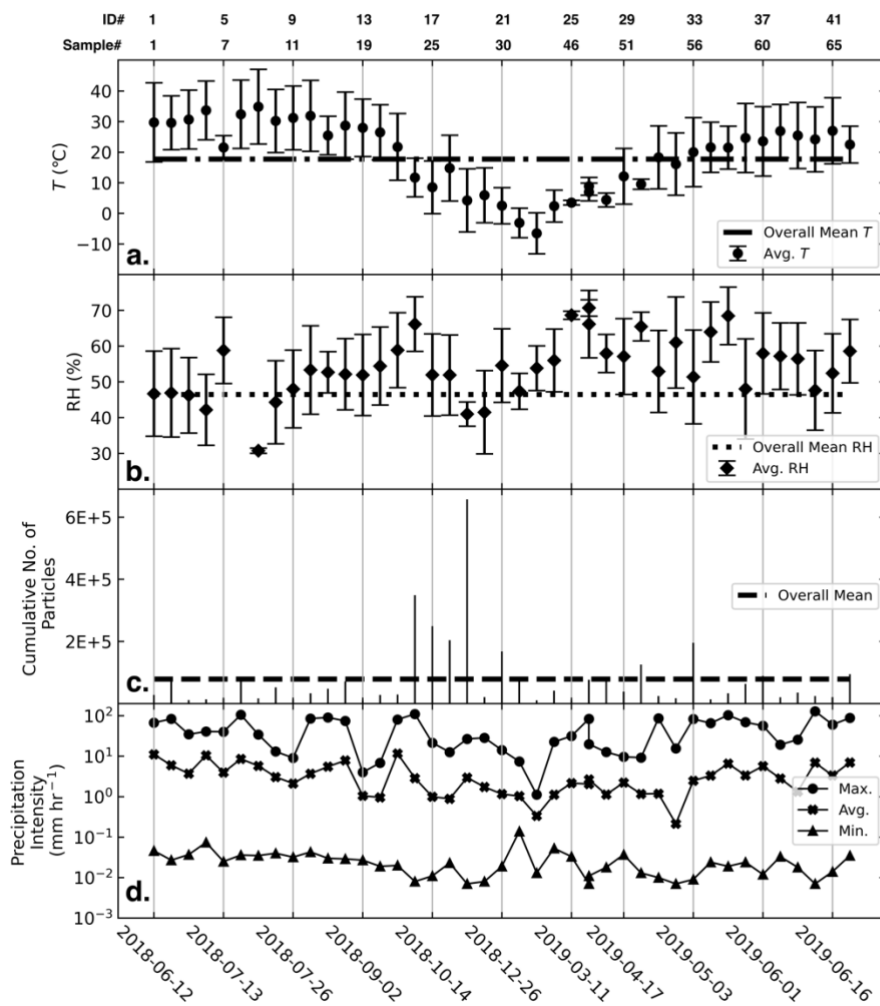 ID# 1 5 9 13 17 21 25 29 33 37 41
Sample# 1 7 11 19 25 30 46 51 56 60 65
40
30
20
10
0
−10
T (°C)
Overall Mean T
Avg. T
a.
70
60
50
40
30
RH (%)
Overall Mean RH
Avg. RH
b.
6E+5
4E+5
2E+5
Cumulative No. of
Particles
Overall Mean
c.
10²
10¹
10⁰
10⁻¹
10⁻²
10⁻³
Precipitation
Intensity
(mm hr⁻¹)
Max.
Avg.
Min.
d.
2018-06-12
2018-07-13
2018-07-26
2018-09-02
2018-10-14
2018-12-26
2019-03-11
2019-04-17
2019-05-03
2019-06-01
2019-06-16